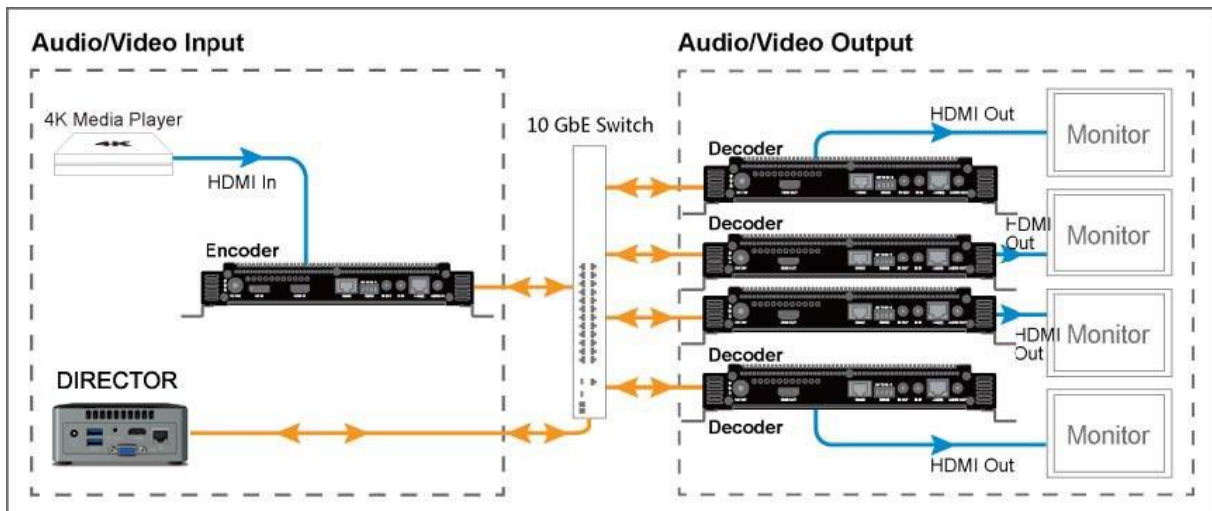 Audio/Video Input
Audio/Video Output
4K Media Player
4K
HDMI In
Encoder
DIRECTOR
10 GbE Switch
Decoder
HDMI Out
Monitor
Decoder
HDMI
Out
Monitor
HDMI
Out
Monitor
Decoder
Decoder
HDMI Out
Monitor